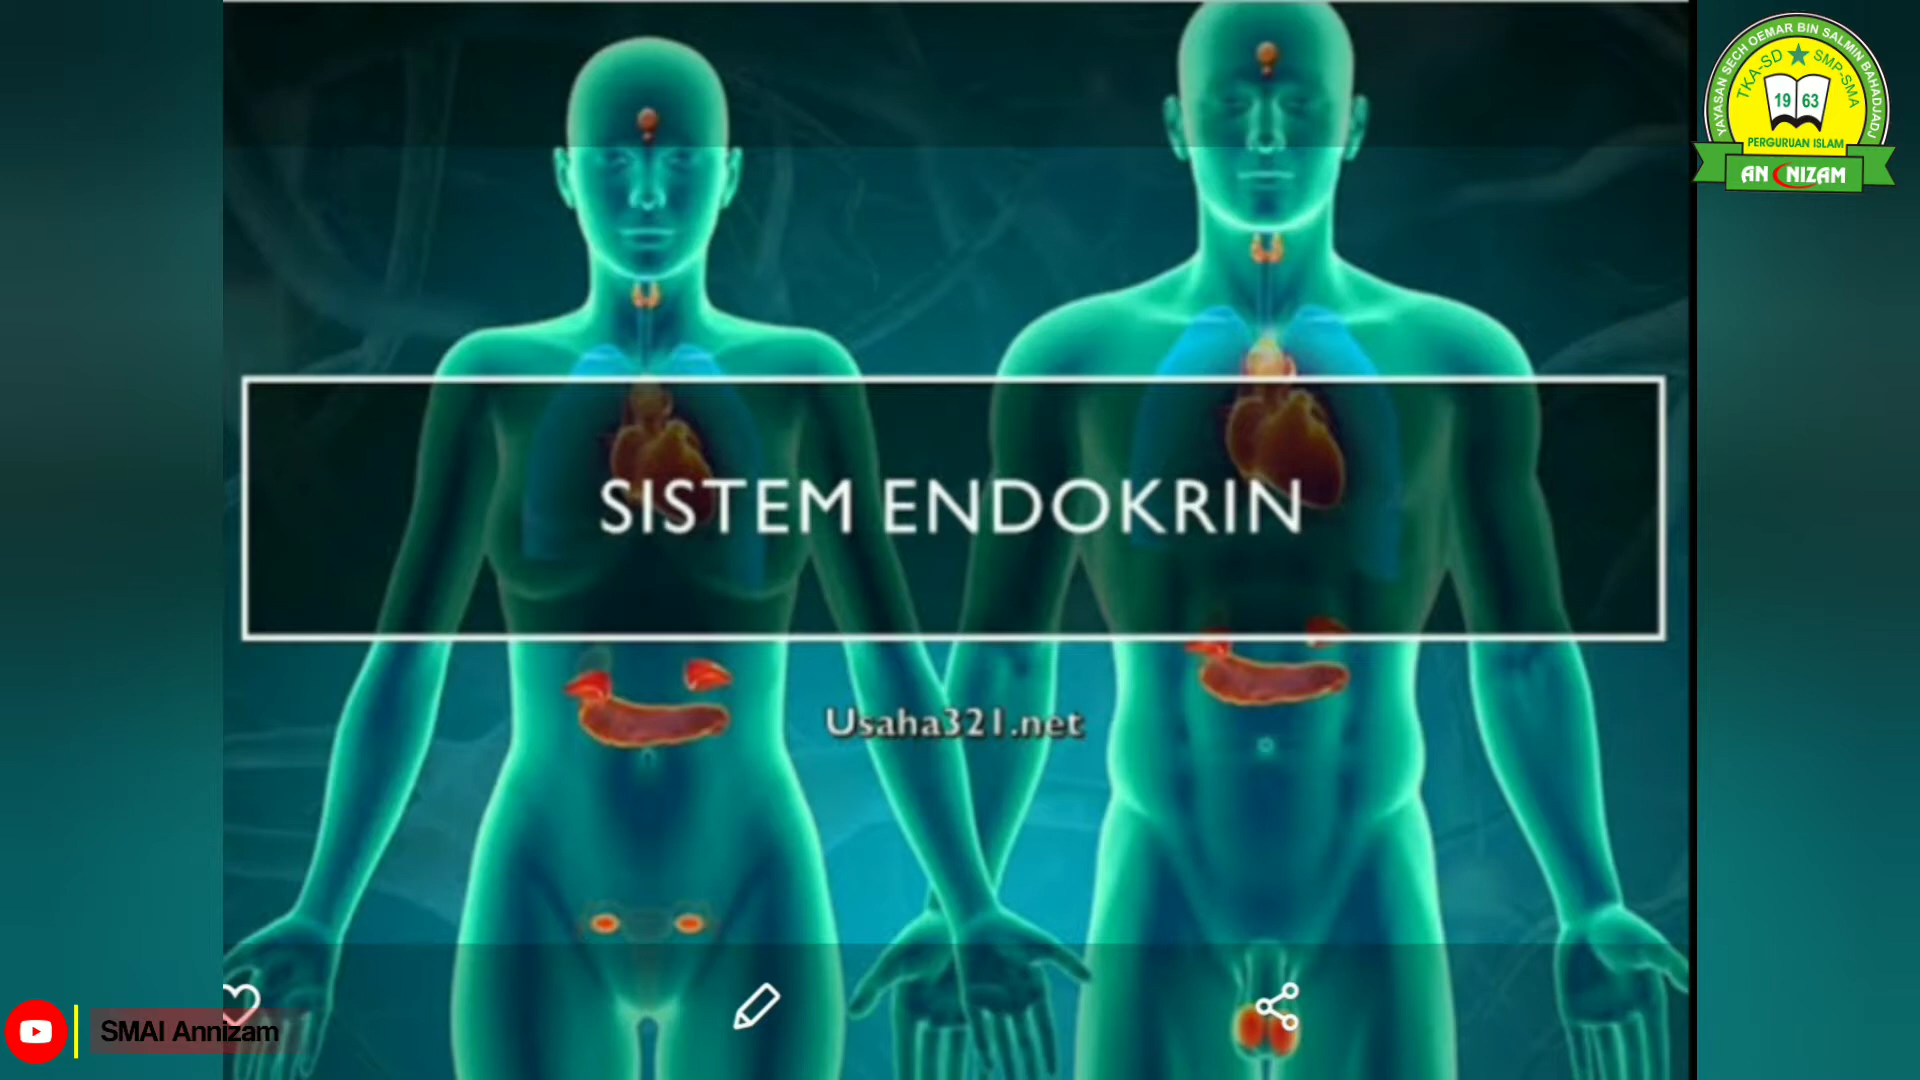 YAYASAN SECH OEMAR BIN SALMIN BAHADJADJ
TKA-SD SMP-SMA
19 63
PERGURUAN ISLAM
AN NIZAM
SISTEM ENDOKRIN
Usaha321.net
SMAI Annizam